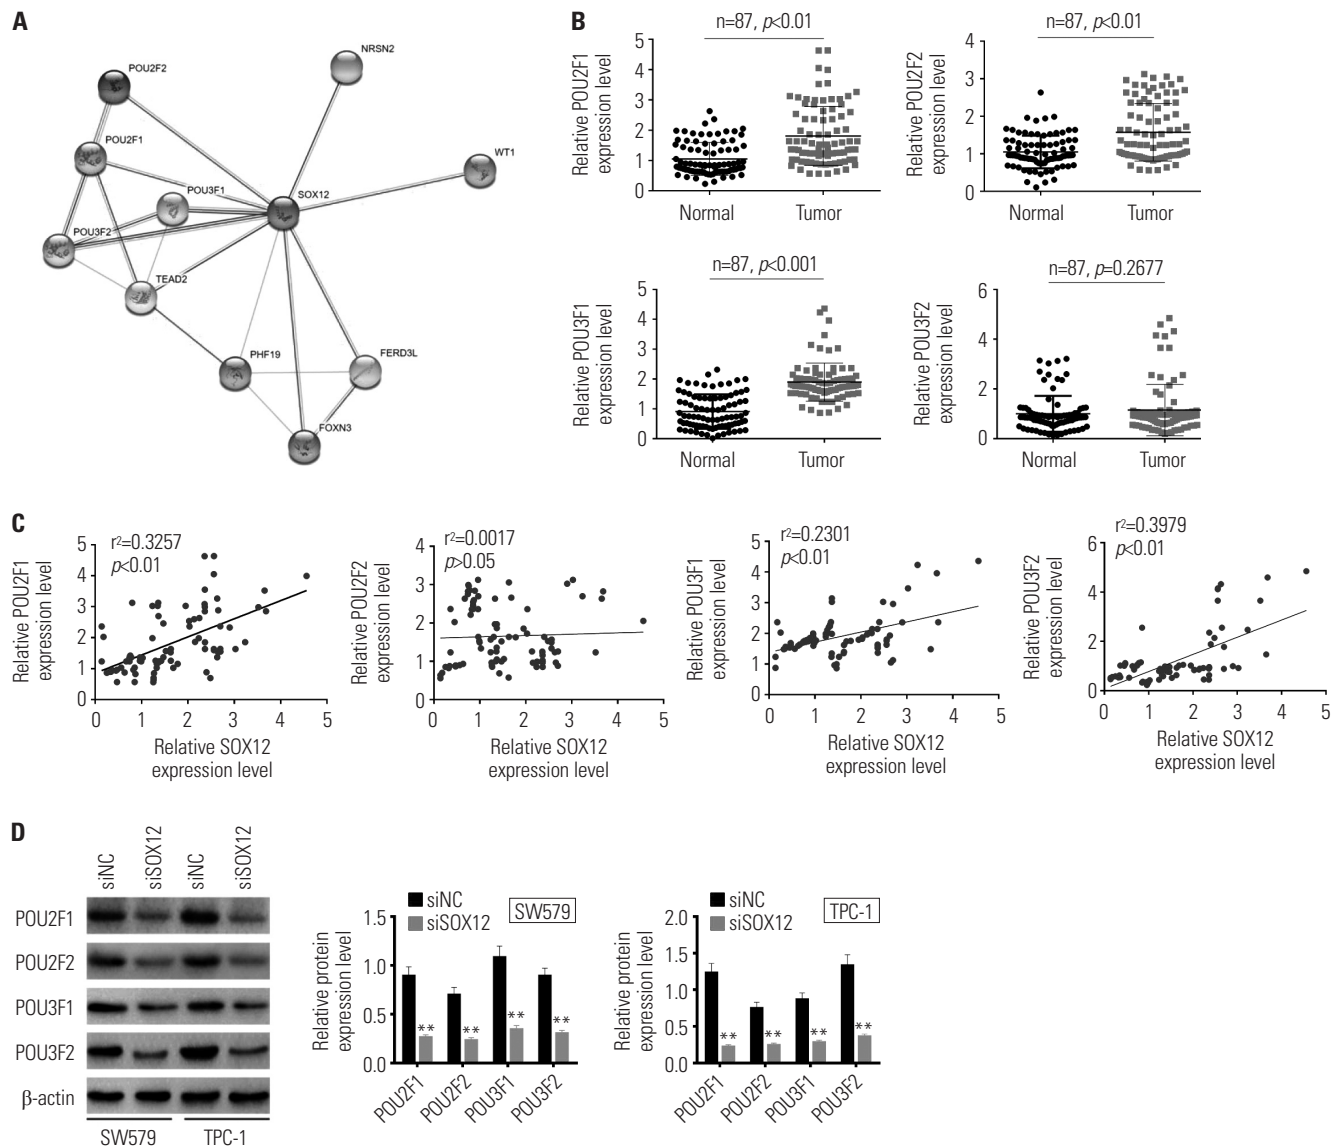 A
NRSN2
POU2F2
POU2F1
WT1
POU3F1
SOX12
POU3F2
TEAD2
PHF19
FERD3L
FOXN3
B
n=87, p<0.01
Relative POU2F1
expression level
5
4
3
2
1
0
Normal
Tumor
n=87, p<0.01
Relative POU2F2
expression level
4
3
2
1
0
Normal
Tumor
n=87, p<0.001
Relative POU3F1
expression level
5
4
3
2
1
0
Normal
Tumor
n=87, p=0.2677
Relative POU3F2
expression level
6
4
2
0
Normal
Tumor
C
r²=0.3257
p<0.01
Relative POU2F1
expression level
5
4
3
2
1
0
0 1 2 3 4 5
Relative SOX12
expression level
r²=0.0017
p>0.05
Relative POU2F2
expression level
4
3
2
1
0
0 1 2 3 4 5
Relative SOX12
expression level
r²=0.2301
p<0.01
Relative POU3F1
expression level
5
4
3
2
1
0
0 1 2 3 4 5
Relative SOX12
expression level
r²=0.3979
p<0.01
Relative POU3F2
expression level
6
4
2
0
0 1 2 3 4 5
Relative SOX12
expression level
D
siNC
siSOX12
siNC
siSOX12
POU2F1
POU2F2
POU3F1
POU3F2
β-actin
SW579
TPC-1
siNC
siSOX12
SW579
Relative protein
expression level
1.5
1.0
0.5
0.0
**
**
**
**
POU2F1
POU2F2
POU3F1
POU3F2
siNC
siSOX12
TPC-1
Relative protein
expression level
2.0
1.5
1.0
0.5
0.0
**
**
**
**
POU2F1
POU2F2
POU3F1
POU3F2